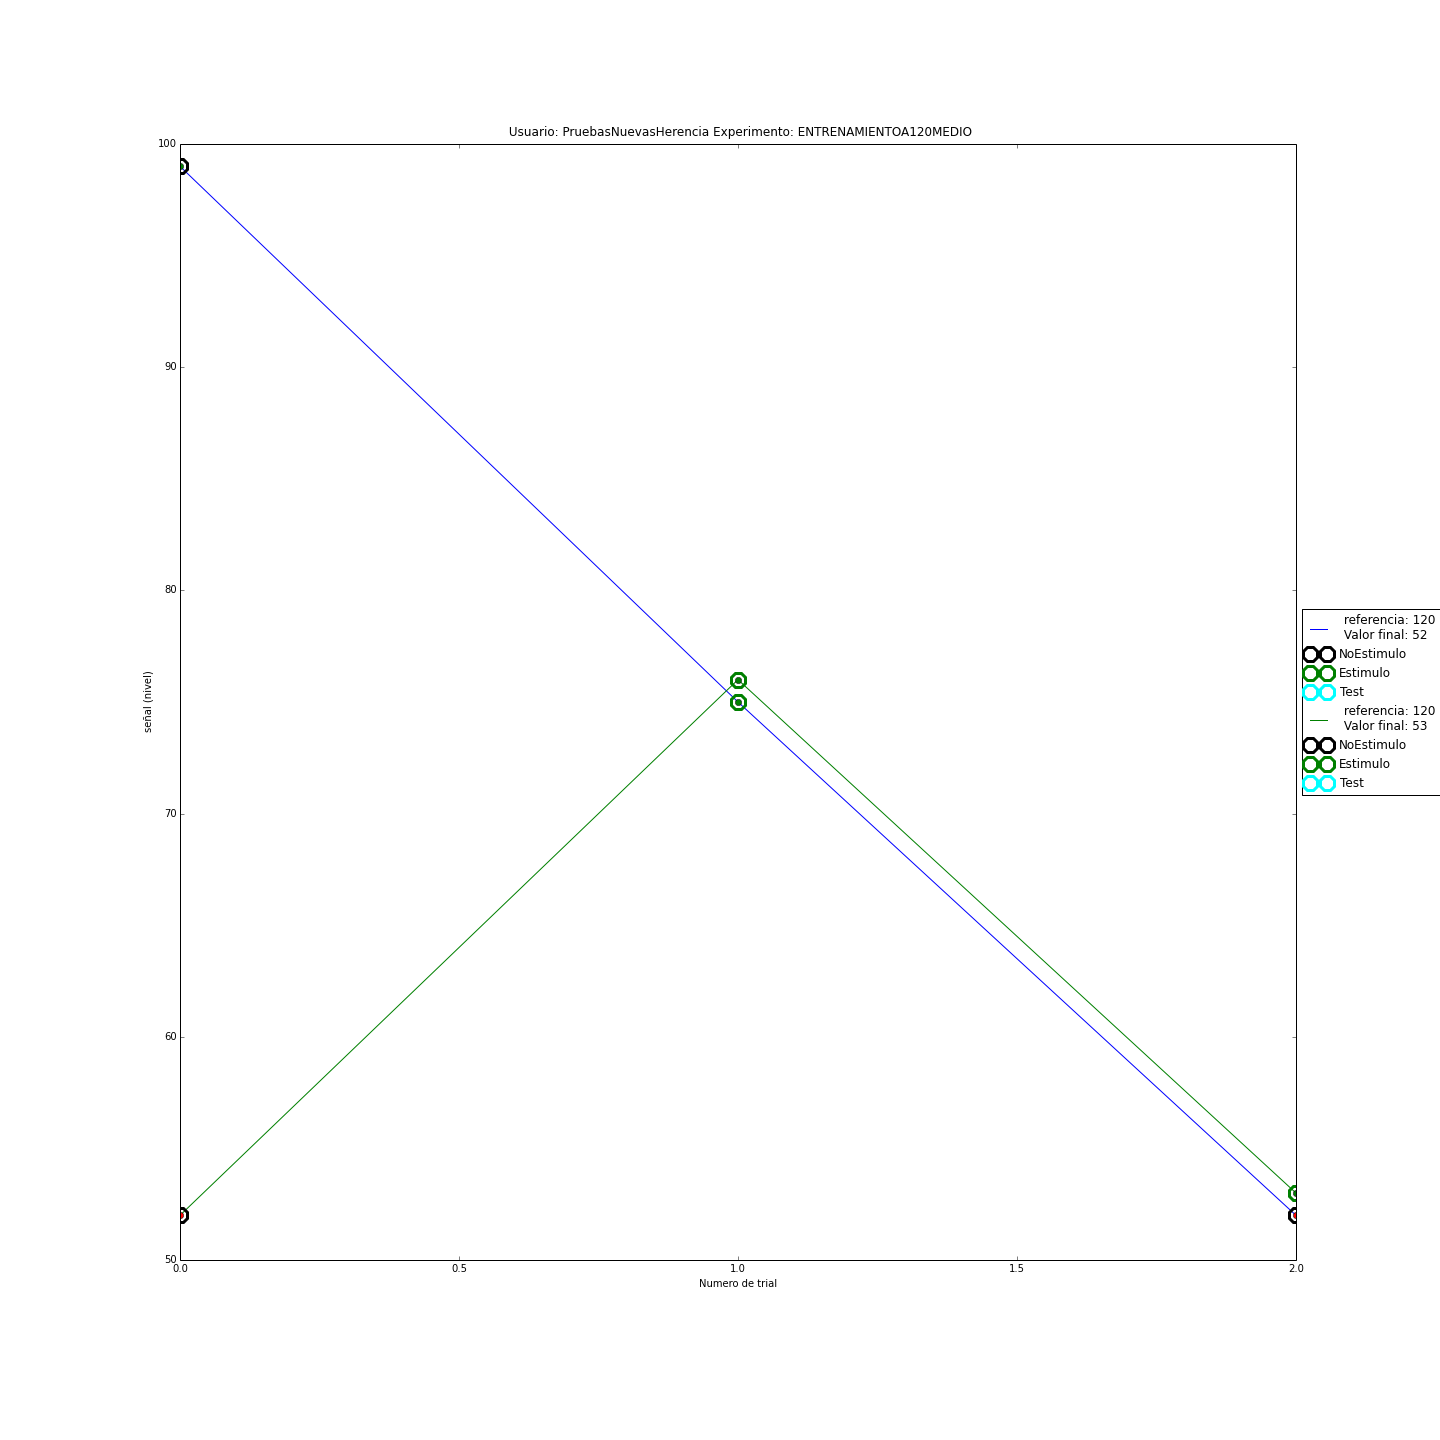 Usuario: PruebasNuevasHerencia Experimento: ENTRENAMIENTOA120MEDIO
100
90
80
70
60
50
señal (nivel)
0.0
0.5
1.0
1.5
2.0
Numero de trial
referencia: 120
Valor final: 52
NoEstimulo
Estimulo
Test
referencia: 120
Valor final: 53
NoEstimulo
Estimulo
Test